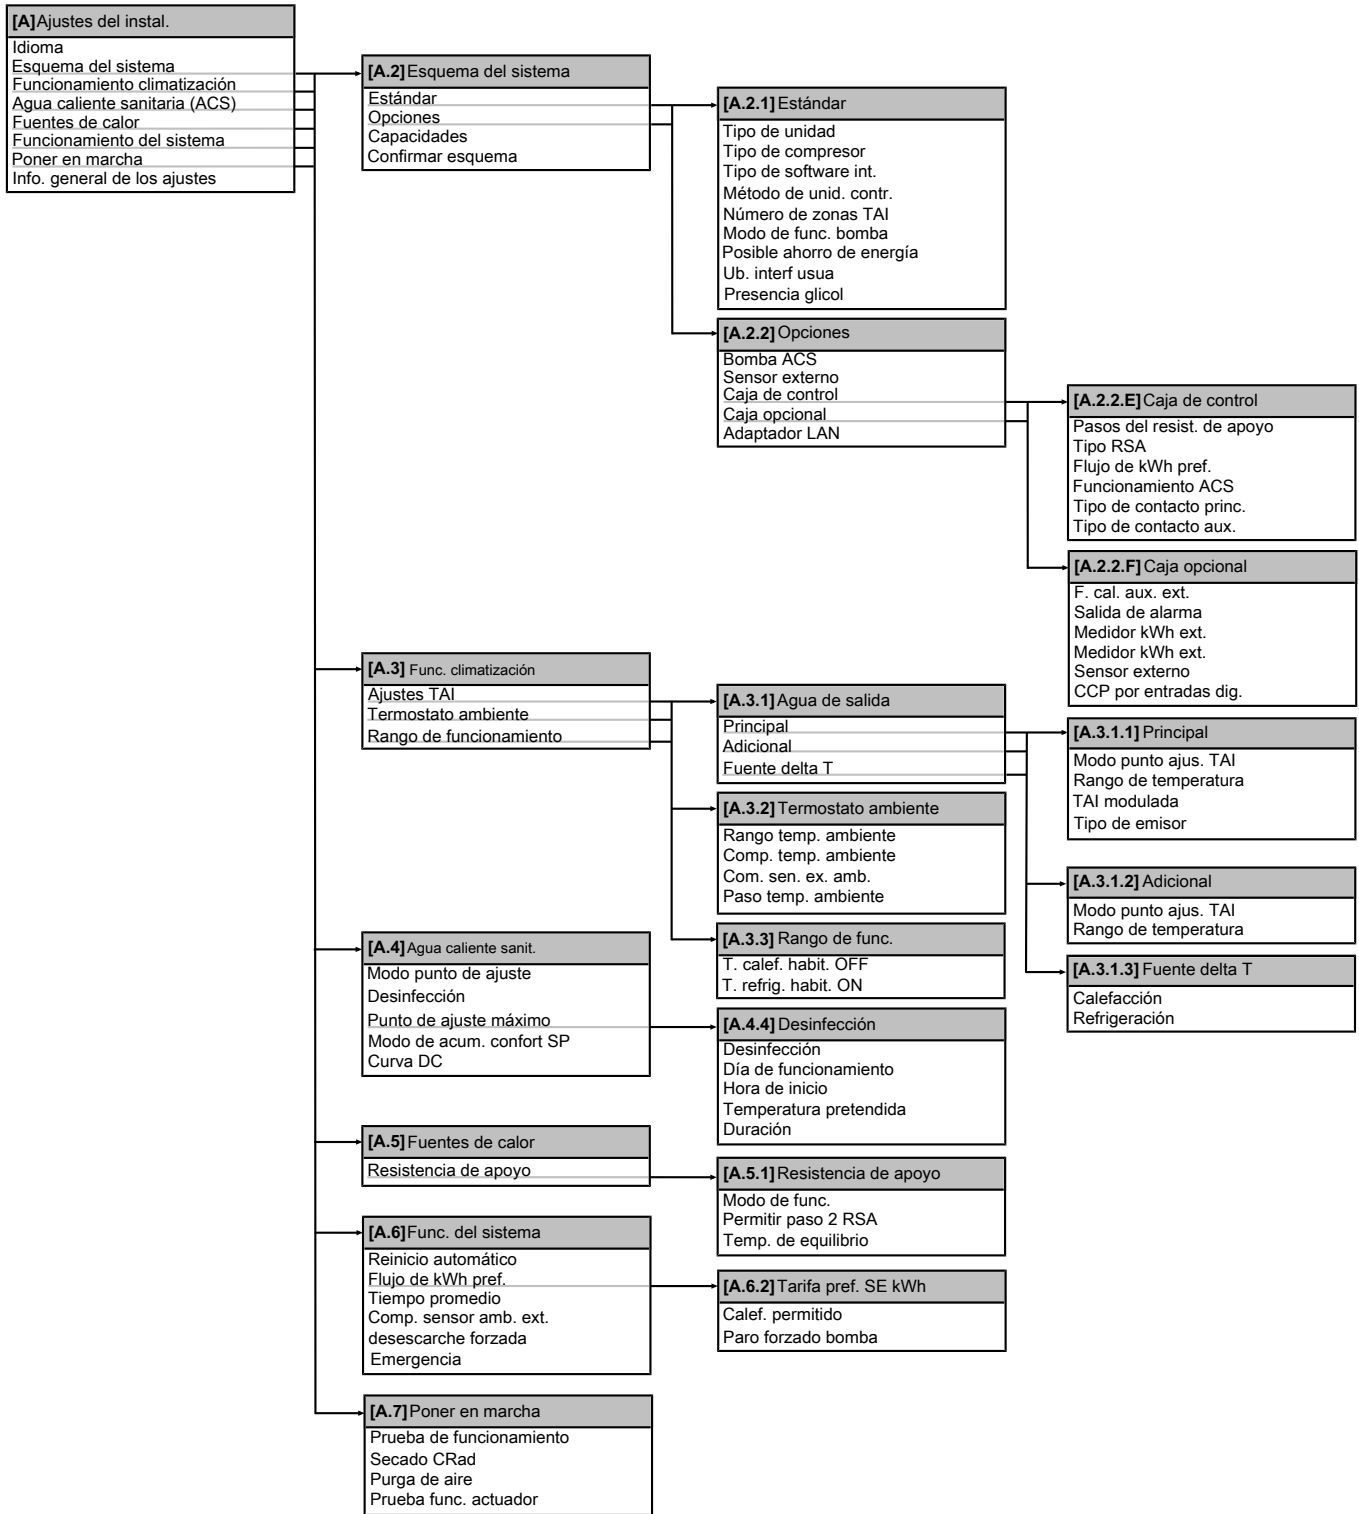 [A]Ajustes del instal.
Idioma
Esquema del sistema
Funcionamiento climatización
Agua caliente sanitaria (ACS)
Fuentes de calor
Funcionamiento del sistema
Poner en marcha
Info. general de los ajustes
[A.2]Esquema del sistema
Estándar
Opciones
Capacidades
Confirmar esquema
[A.2.1]Estándar
Tipo de unidad
Tipo de compresor
Tipo de software int.
Método de unid. contr.
Número de zonas TAI
Modo de func. bomba
Posible ahorro de energía
Ub. interf usua
Presencia glicol
[A.2.2]Opciones
Bomba ACS
Sensor externo
Caja de control
Caja opcional
Adaptador LAN
[A.2.2.E]Caja de control
Pasos del resist. de apoyo
Tipo RSA
Flujo de kWh pref.
Funcionamiento ACS
Tipo de contacto princ.
Tipo de contacto aux.
[A.2.2.F]Caja opcional
F. cal. aux. ext.
Salida de alarma
Medidor kWh ext.
Medidor kWh ext.
Sensor externo
CCP por entradas dig.
[A.3] Func. climatización
Ajustes TAI
Termostato ambiente
Rango de funcionamiento
[A.3.1]Agua de salida
Principal
Adicional
Fuente delta T
[A.3.1.1]Principal
Modo punto ajus. TAI
Rango de temperatura
TAI modulada
Tipo de emisor
[A.3.2]Termostato ambiente
Rango temp. ambiente
Comp. temp. ambiente
Com. sen. ex. amb.
Paso temp. ambiente
[A.3.1.2]Adicional
Modo punto ajus. TAI
Rango de temperatura
[A.3.3] Rango de func.
T. calef. habit. OFF
T. refrig. habit. ON
[A.3.1.3]Fuente delta T
Calefacción
Refrigeración
[A.4]Agua caliente sanit.
Modo punto de ajuste
Desinfección
Punto de ajuste máximo
Modo de acum. confort SP
Curva DC
[A.4.4]Desinfección
Desinfección
Día de funcionamiento
Hora de inicio
Temperatura pretendida
Duración
[A.5]Fuentes de calor
Resistencia de apoyo
[A.5.1]Resistencia de apoyo
Modo de func.
Permitir paso 2 RSA
Temp. de equilibrio
[A.6]Func. del sistema
Reinicio automático
Flujo de kWh pref.
Tiempo promedio
Comp. sensor amb. ext.
desescarche forzada
Emergencia
[A.6.2]Tarifa pref. SE kWh
Calef. permitido
Paro forzado bomba
[A.7]Poner en marcha
Prueba de funcionamiento
Secado CRad
Purga de aire
Prueba func. actuador